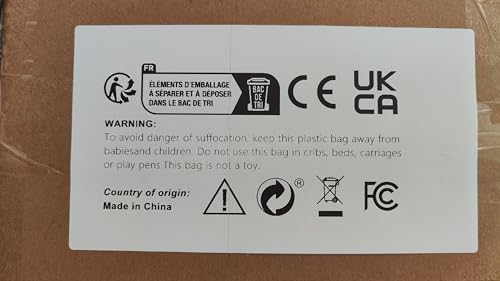 FR
ÉLÉMENTS D'EMBALLAGE
À SÉPARER ET À DÉPOSER
DANS LE BAC DE TRI
BAC
DE
TRI
CE
UK
CA
WARNING:
To avoid danger of suffocation, keep this plastic bag away from
babiesand children. Do not use this bag in cribs, beds, carriages
or play pens.This bag is not a toy.
Country of origin:
Made in China
!
®
FC